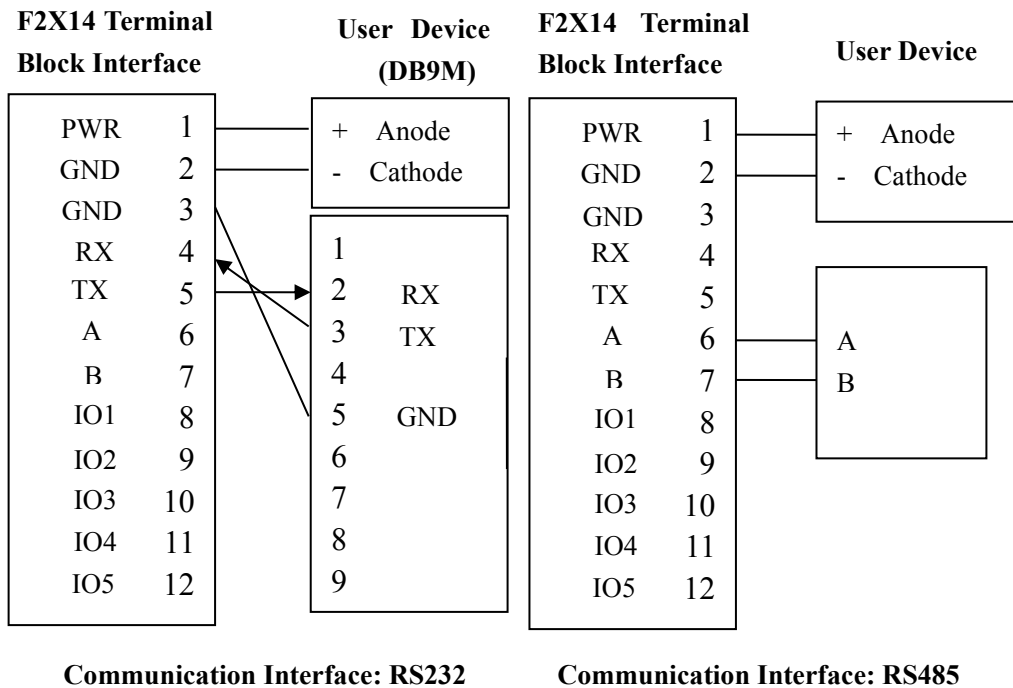 F2X14 Terminal
Block Interface
PWR 1
GND 2
GND 3
RX 4
TX 5
A 6
B 7
IO1 8
IO2 9
IO3 10
IO4 11
IO5 12
User Device
(DB9M)
+ Anode
- Cathode
1
2 RX
3 TX
4
5 GND
6
7
8
9
Communication Interface: RS232
F2X14 Terminal
Block Interface
PWR 1
GND 2
GND 3
RX 4
TX 5
A 6
B 7
IO1 8
IO2 9
IO3 10
IO4 11
IO5 12
User Device
+ Anode
- Cathode
A
B
Communication Interface: RS485